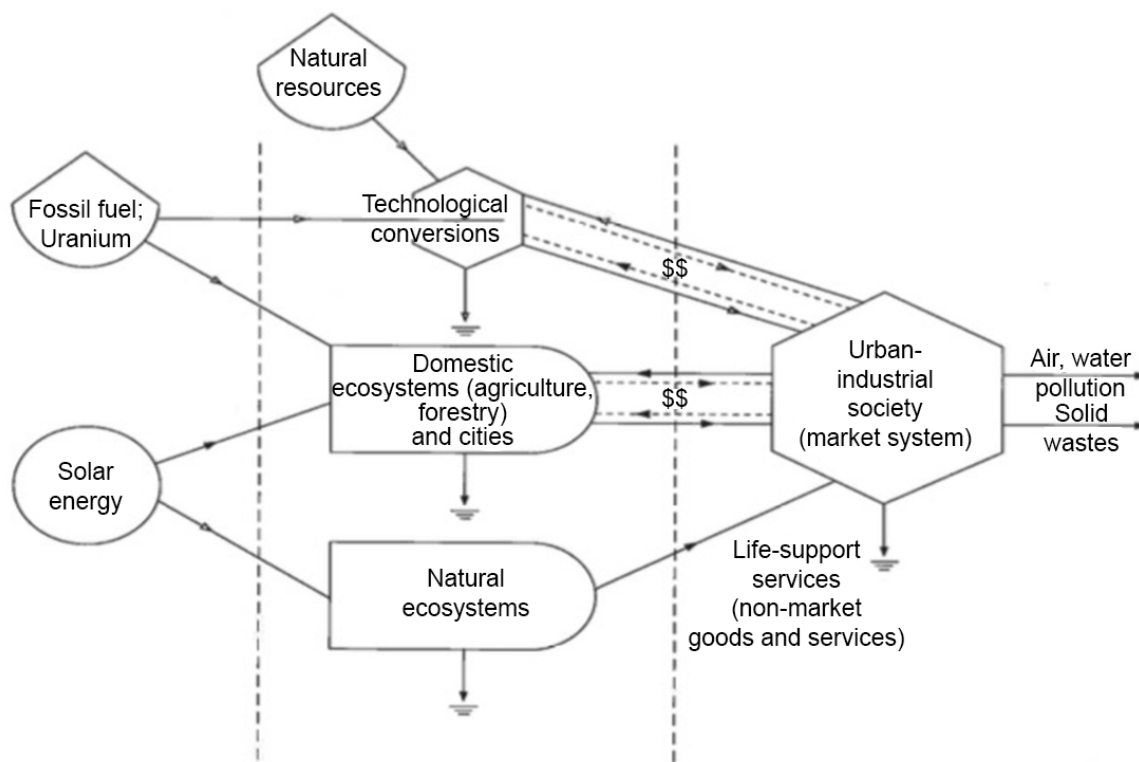 Natural
resources
Fossil fuel;
Uranium
Technological
conversions
$$
Domestic
ecosystems (agriculture,
forestry)
and cities
$$
Urban-
industrial
society
(market system)
Air, water
pollution
Solid
wastes
Solar
energy
Natural
ecosystems
Life-support
services
(non-market
goods and services)